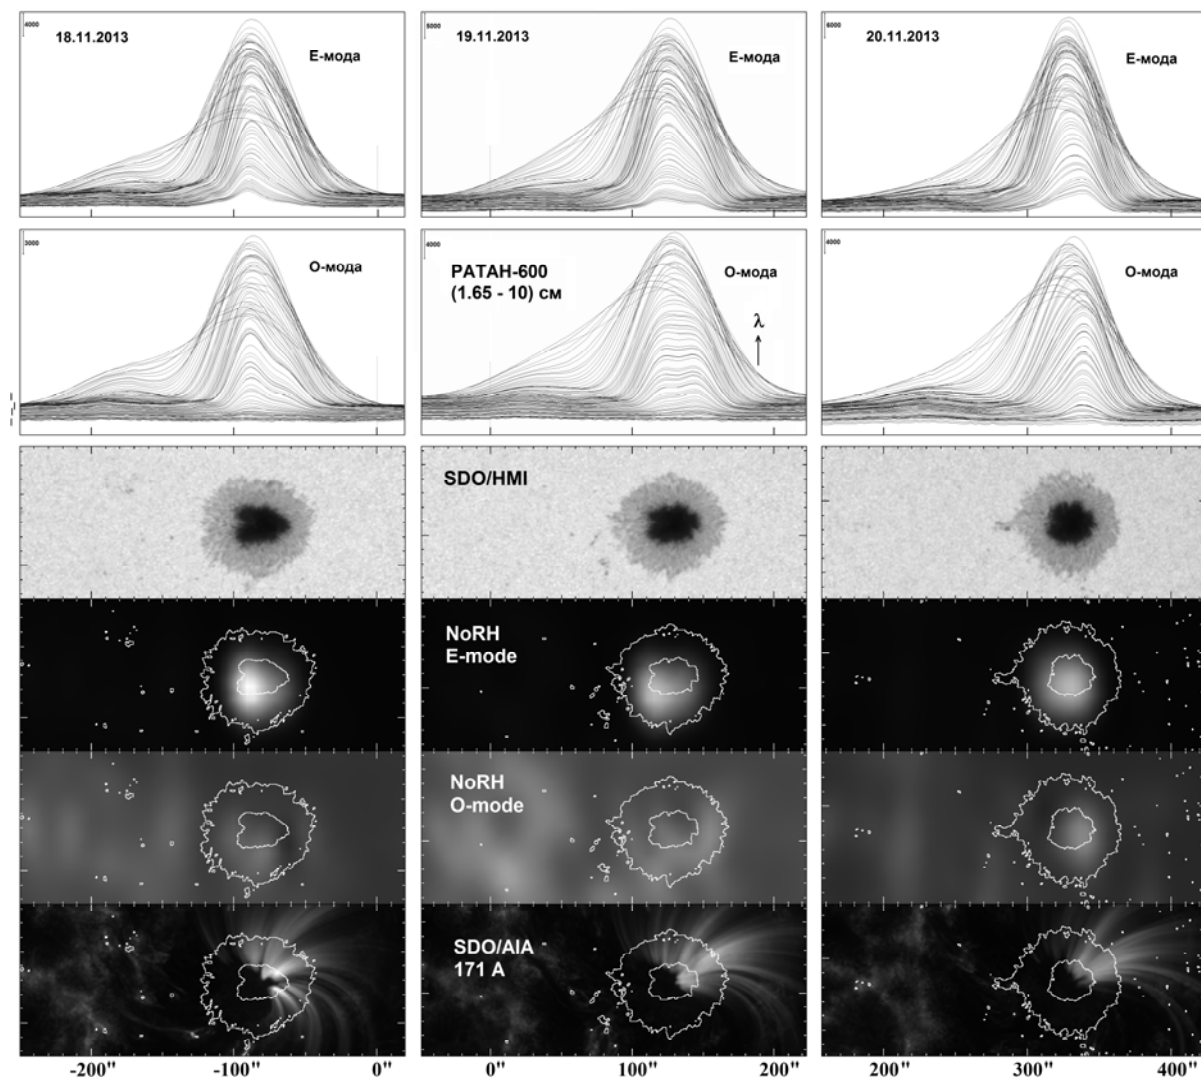 4000
18.11.2013
E-мода
5000
19.11.2013
E-мода
6000
20.11.2013
E-мода
3000
O-мода
4000
РАТАН-600
(1.65 - 10) см
O-мода
λ
4000
O-мода
SDO/HMI
NoRH
E-mode
NoRH
O-mode
SDO/AIA
171 A
-200" -100" 0" 0" 100" 200" 200" 300" 400"